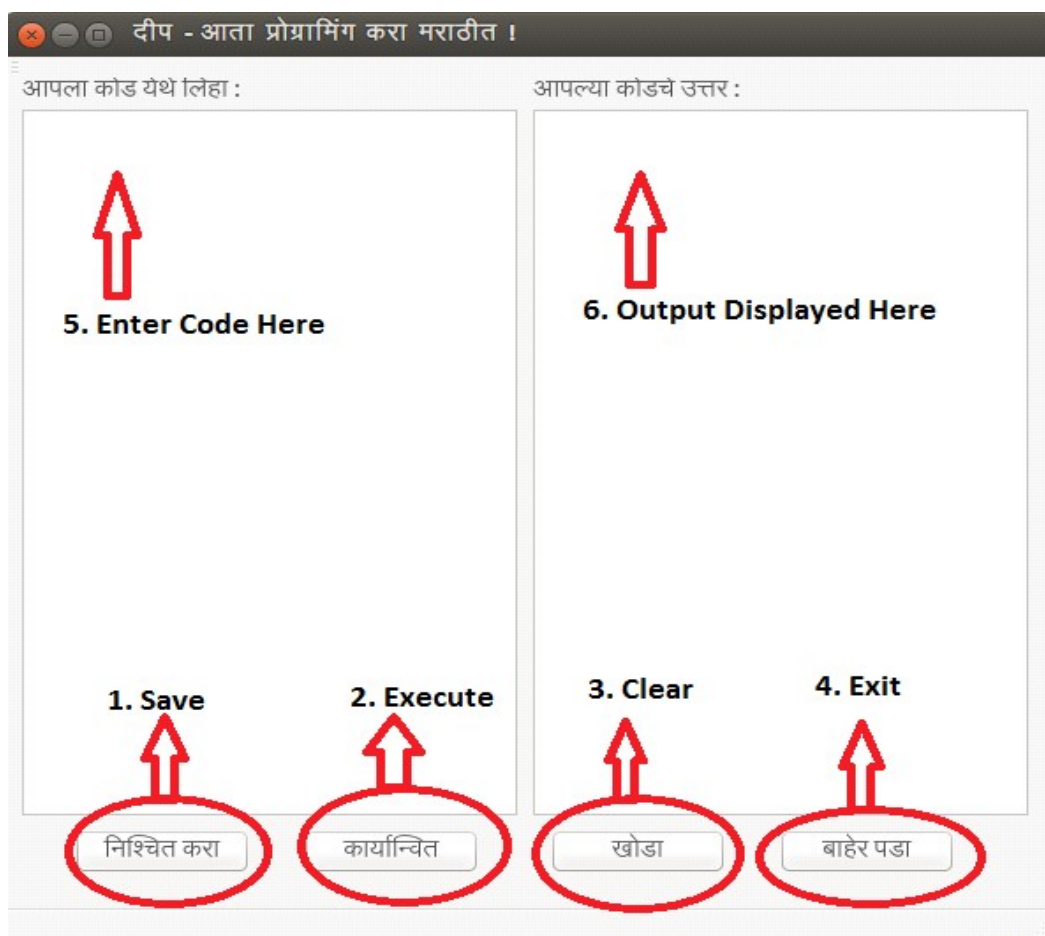 दीप - आता प्रोग्रामिंग करा मराठीत !
आपला कोड येथे लिहा :
आपल्या कोडचे उत्तर :
5. Enter Code Here
6. Output Displayed Here
1. Save
2. Execute
3. Clear
4. Exit
निश्चित करा
कार्यान्वित
खोडा
बाहेर पडा